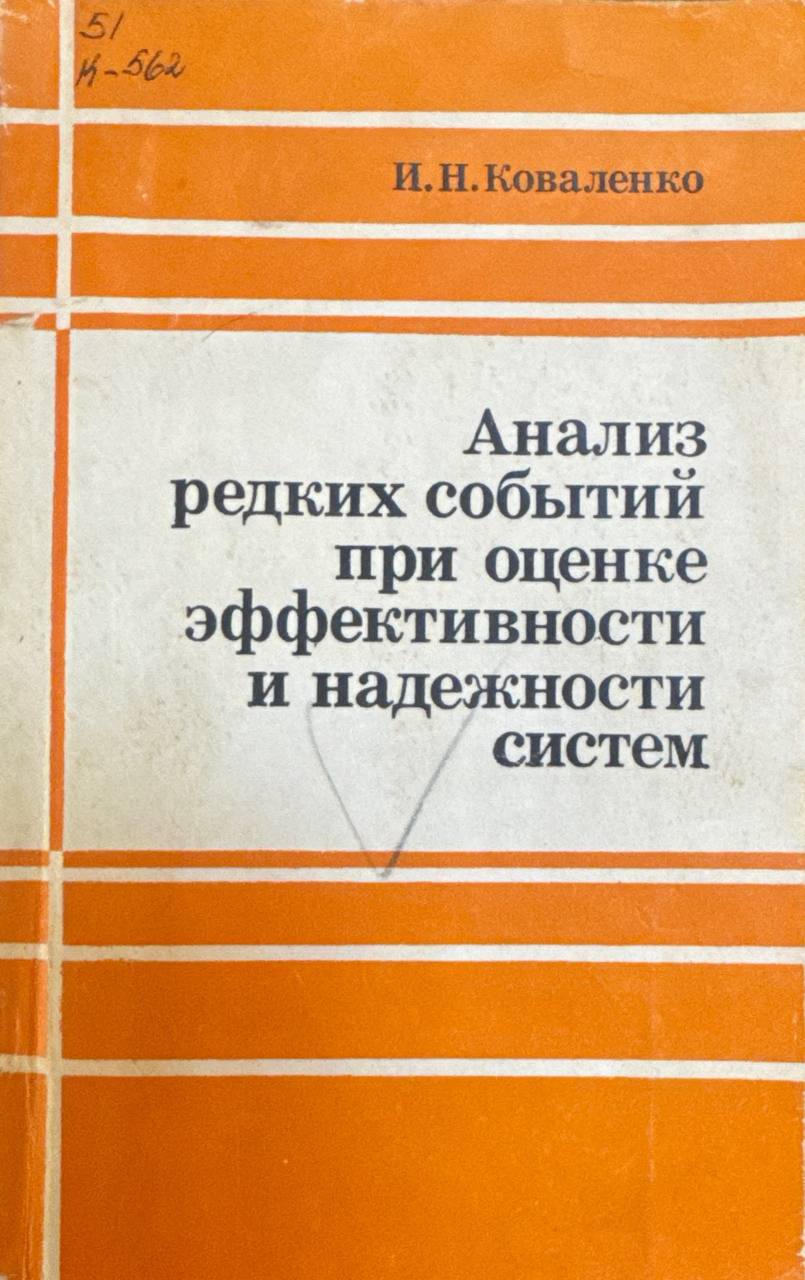 51
К-562
И. Н. Коваленко
Анализ
редких событий
при оценке
эффективности
и надежности
систем